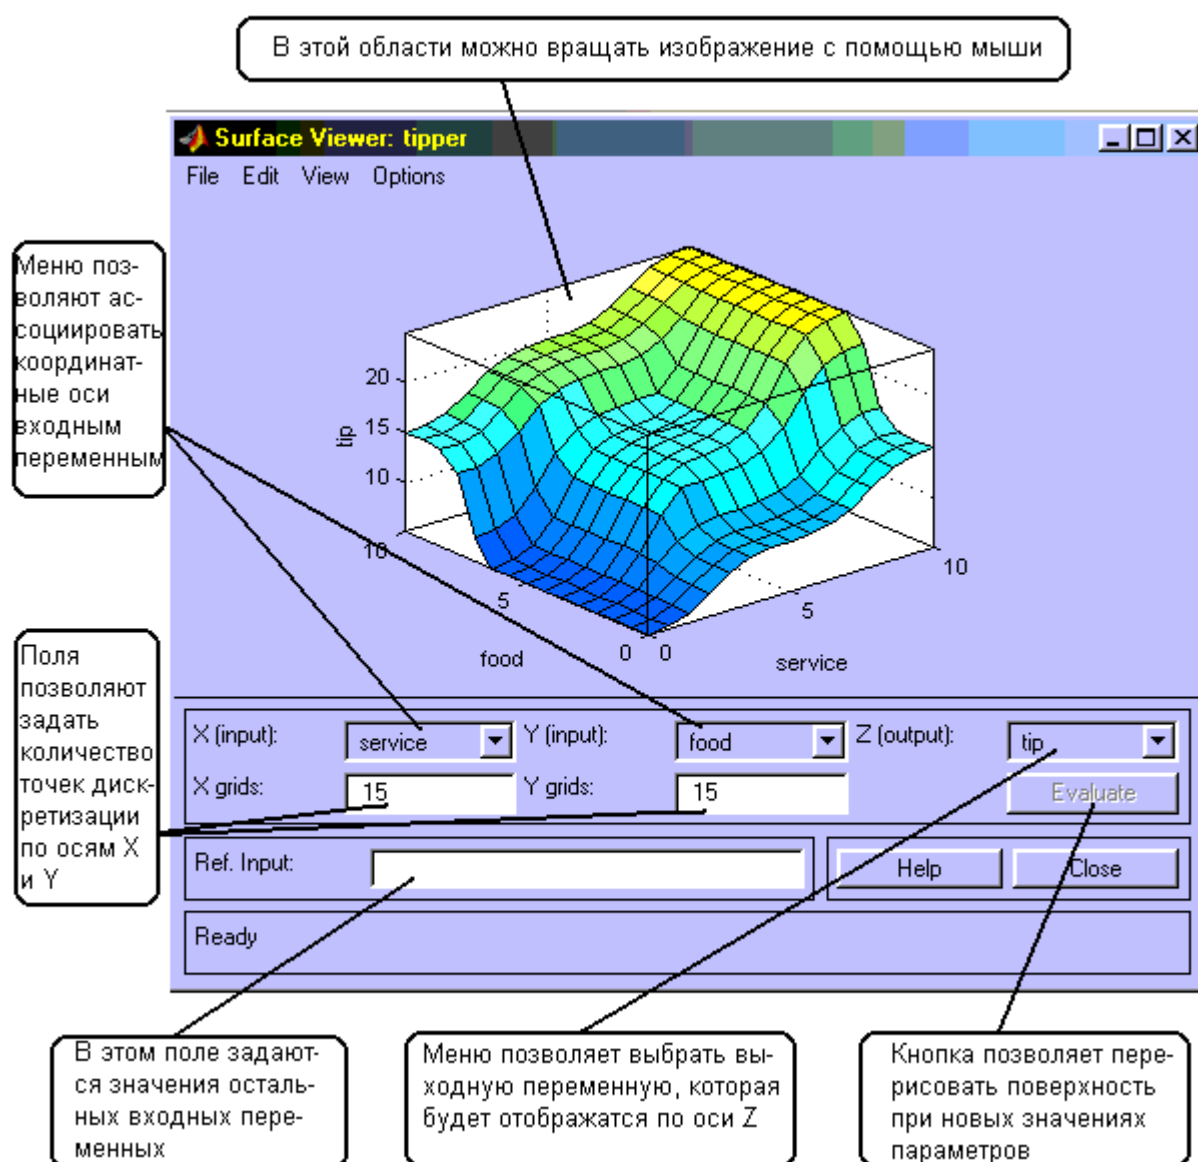 В этой области можно вращать изображение с помощью мыши
Surface Viewer: tipper
File Edit View Options
Меню поз-
воляют ас-
социировать
координат-
ные оси
входным
переменным
20
15
10
tip
10
5
0
food
0
5
10
service
Поля
позволяют
задать
количество
точек диск-
ретизации
по осям X
и Y
X (input):
service
Y (input):
food
Z (output):
tip
X grids:
15
Y grids:
15
Evaluate
Ref. Input:
Help
Close
Ready
В этом поле задают-
ся значения осталь-
ных входных пере-
менных
Меню позволяет выбрать вы-
ходную переменную, которая
будет отображатся по оси Z
Кнопка позволяет пере-
рисовать поверхность
при новых значениях
параметров